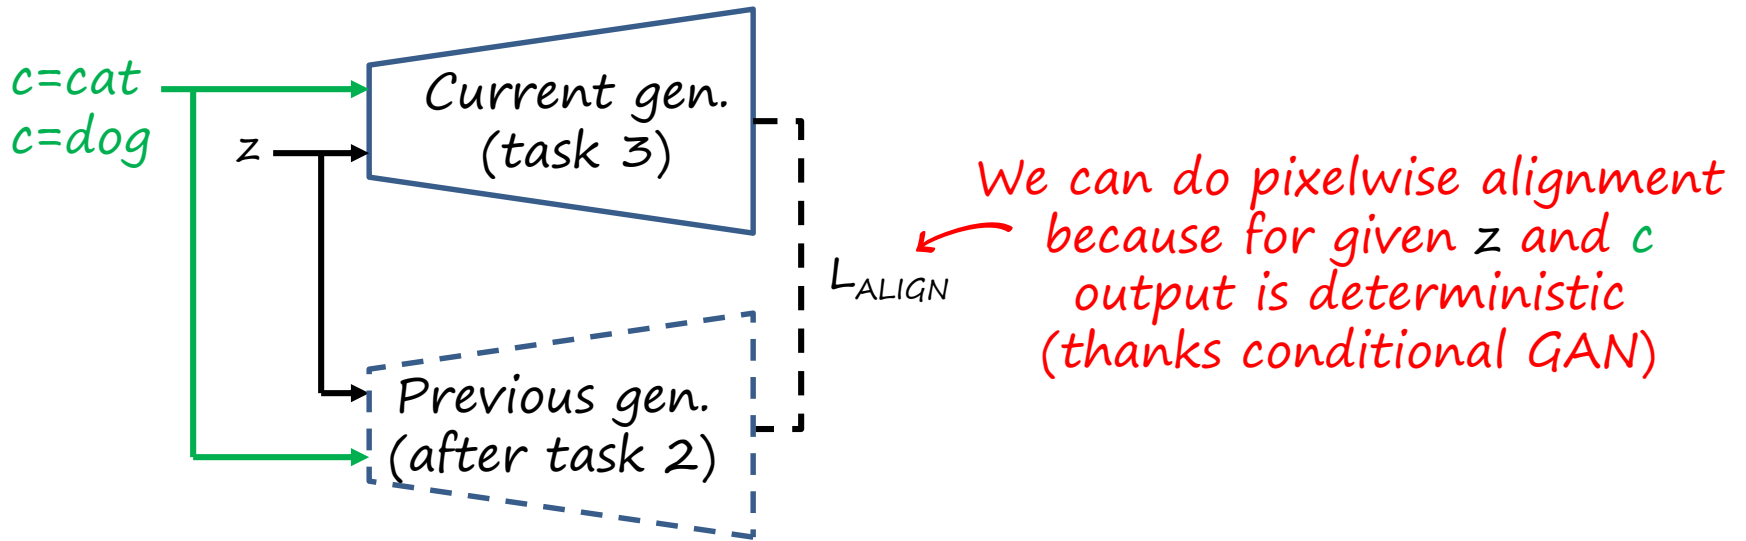 c=cat
c=dog
z
Current gen.
(task 3)
Previous gen.
(after task 2)
LALIGN
We can do pixelwise alignment
because for given z and c
output is deterministic
(thanks conditional GAN)